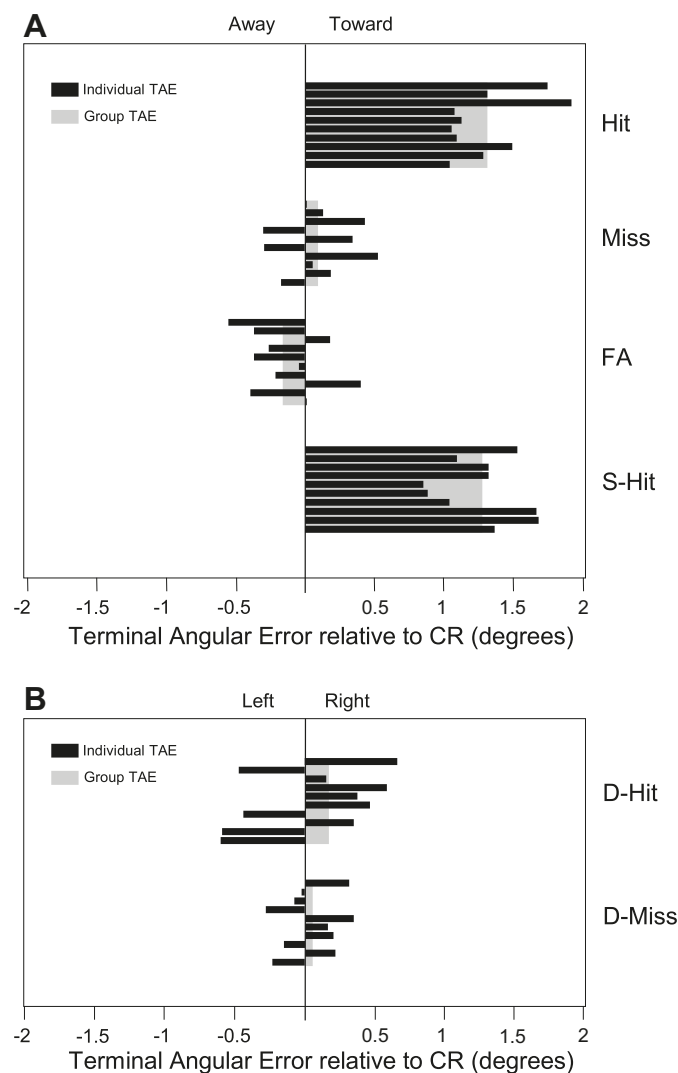 A
Away Toward
Individual TAE
Group TAE
Hit
Miss
FA
S-Hit
-2 -1.5 -1 -0.5 0.5 1 1.5 2
Terminal Angular Error relative to CR (degrees)
B
Left Right
Individual TAE
Group TAE
D-Hit
D-Miss
-2 -1.5 -1 -0.5 0.5 1 1.5 2
Terminal Angular Error relative to CR (degrees)